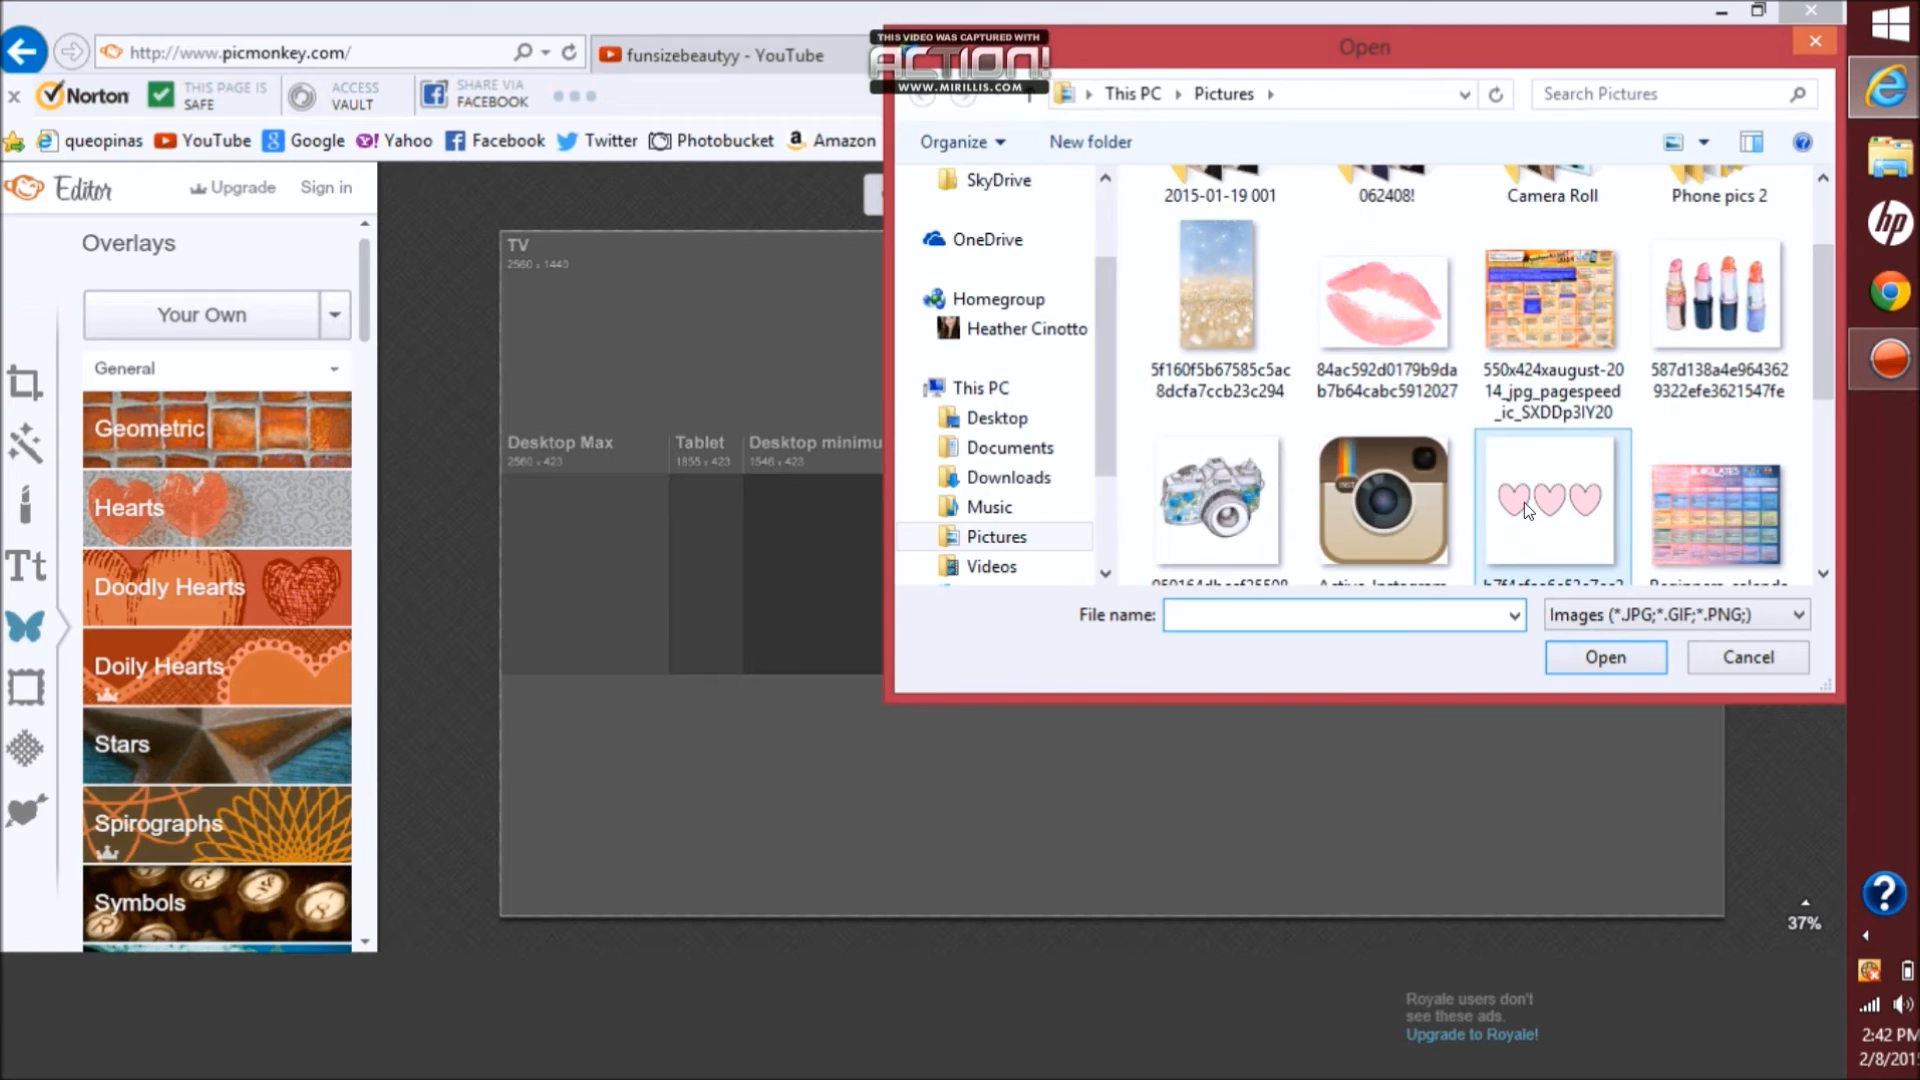 http://www.picmonkey.com/
funsizebeautyy - YouTube
THIS VIDEO WAS CAPTURED WITH
ACTION!
WWW.MIRILLIS.COM
Open
Norton
THIS PAGE IS
SAFE
ACCESS
VAULT
SHARE VIA
FACEBOOK
This PC
Pictures
Search Pictures
queopinas
YouTube
Google
Yahoo
Facebook
Twitter
Photobucket
Amazon
Organize
New folder
Editor
Upgrade
Sign in
Overlays
Your Own
General
Geometric
Hearts
Doodly Hearts
Doily Hearts
Stars
Spirographs
Symbols
TV
2560 x 1440
Desktop Max
2560 x 423
Tablet
1855 x 423
Desktop minimu
1546 x 423
SkyDrive
OneDrive
Homegroup
Heather Cinotto
This PC
Desktop
Documents
Downloads
Music
Pictures
Videos
2015-01-19 001
062408!
Camera Roll
Phone pics 2
5f160f5b67585c5ac
8dcfa7ccb23c294
84ac592d0179b9da
b7b64cabc5912027
550x424xaugust-20
14_jpg_pagespeed
_ic_SXDDp3IY20
587d138a4e964362
9322efe3621547fe
File name:
Images (*.JPG;*.GIF;*.PNG;)
Open
Cancel
37%
Royale users don't
see these ads.
Upgrade to Royale!
hp
2:42 PM
2/8/201